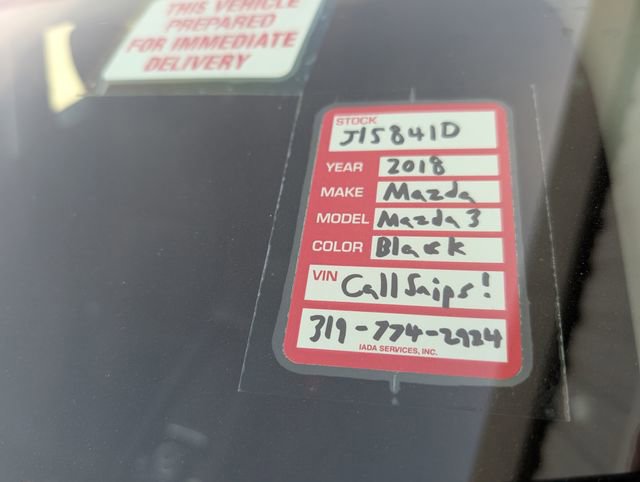 THIS VEHICLE
PREPARED
FOR IMMEDIATE
DELIVERY
STOCK
J15841D
YEAR 2018
MAKE Mazda
MODEL Mazda 3
COLOR Black
VIN Call Snips!
319-774-2924
IADA SERVICES, INC.